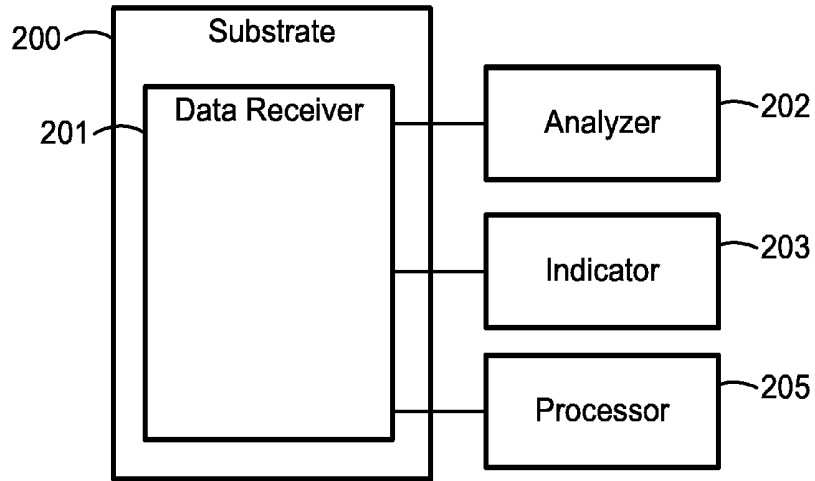 200
Substrate
201
Data Receiver
Analyzer
202
Indicator
203
Processor
205